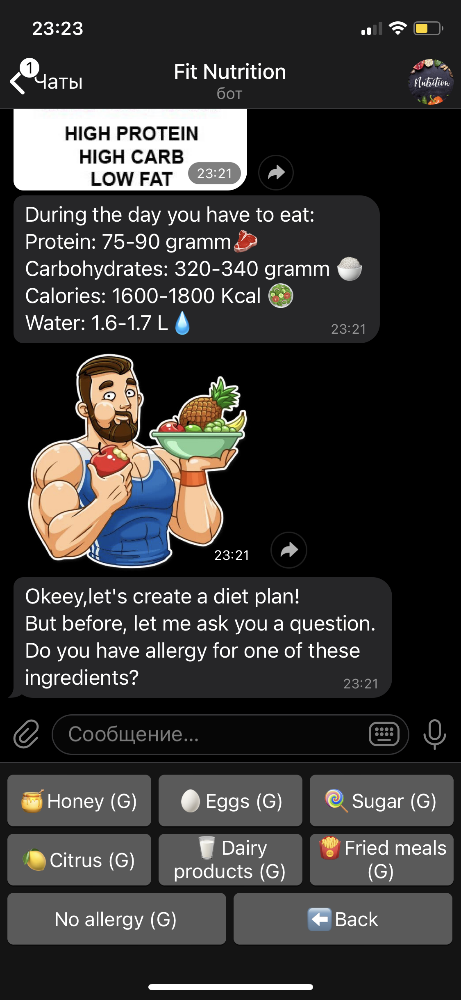 23:23
1
Чаты
Fit Nutrition
бот
Nutrition
HIGH PROTEIN
HIGH CARB
LOW FAT
23:21
During the day you have to eat:
Protein: 75-90 gramm🥩
Carbohydrates: 320-340 gramm 🍚
Calories: 1600-1800 Kcal 🥗
Water: 1.6-1.7 L💧
23:21
23:21
Okeey,let's create a diet plan!
But before, let me ask you a question.
Do you have allergy for one of these
ingredients?
23:21
Сообщение...
🍯Honey (G)
🥚Eggs (G)
🍭Sugar (G)
🍋Citrus (G)
🥛Dairy
products (G)
🍟Fried meals
(G)
No allergy (G)
⬅️Back